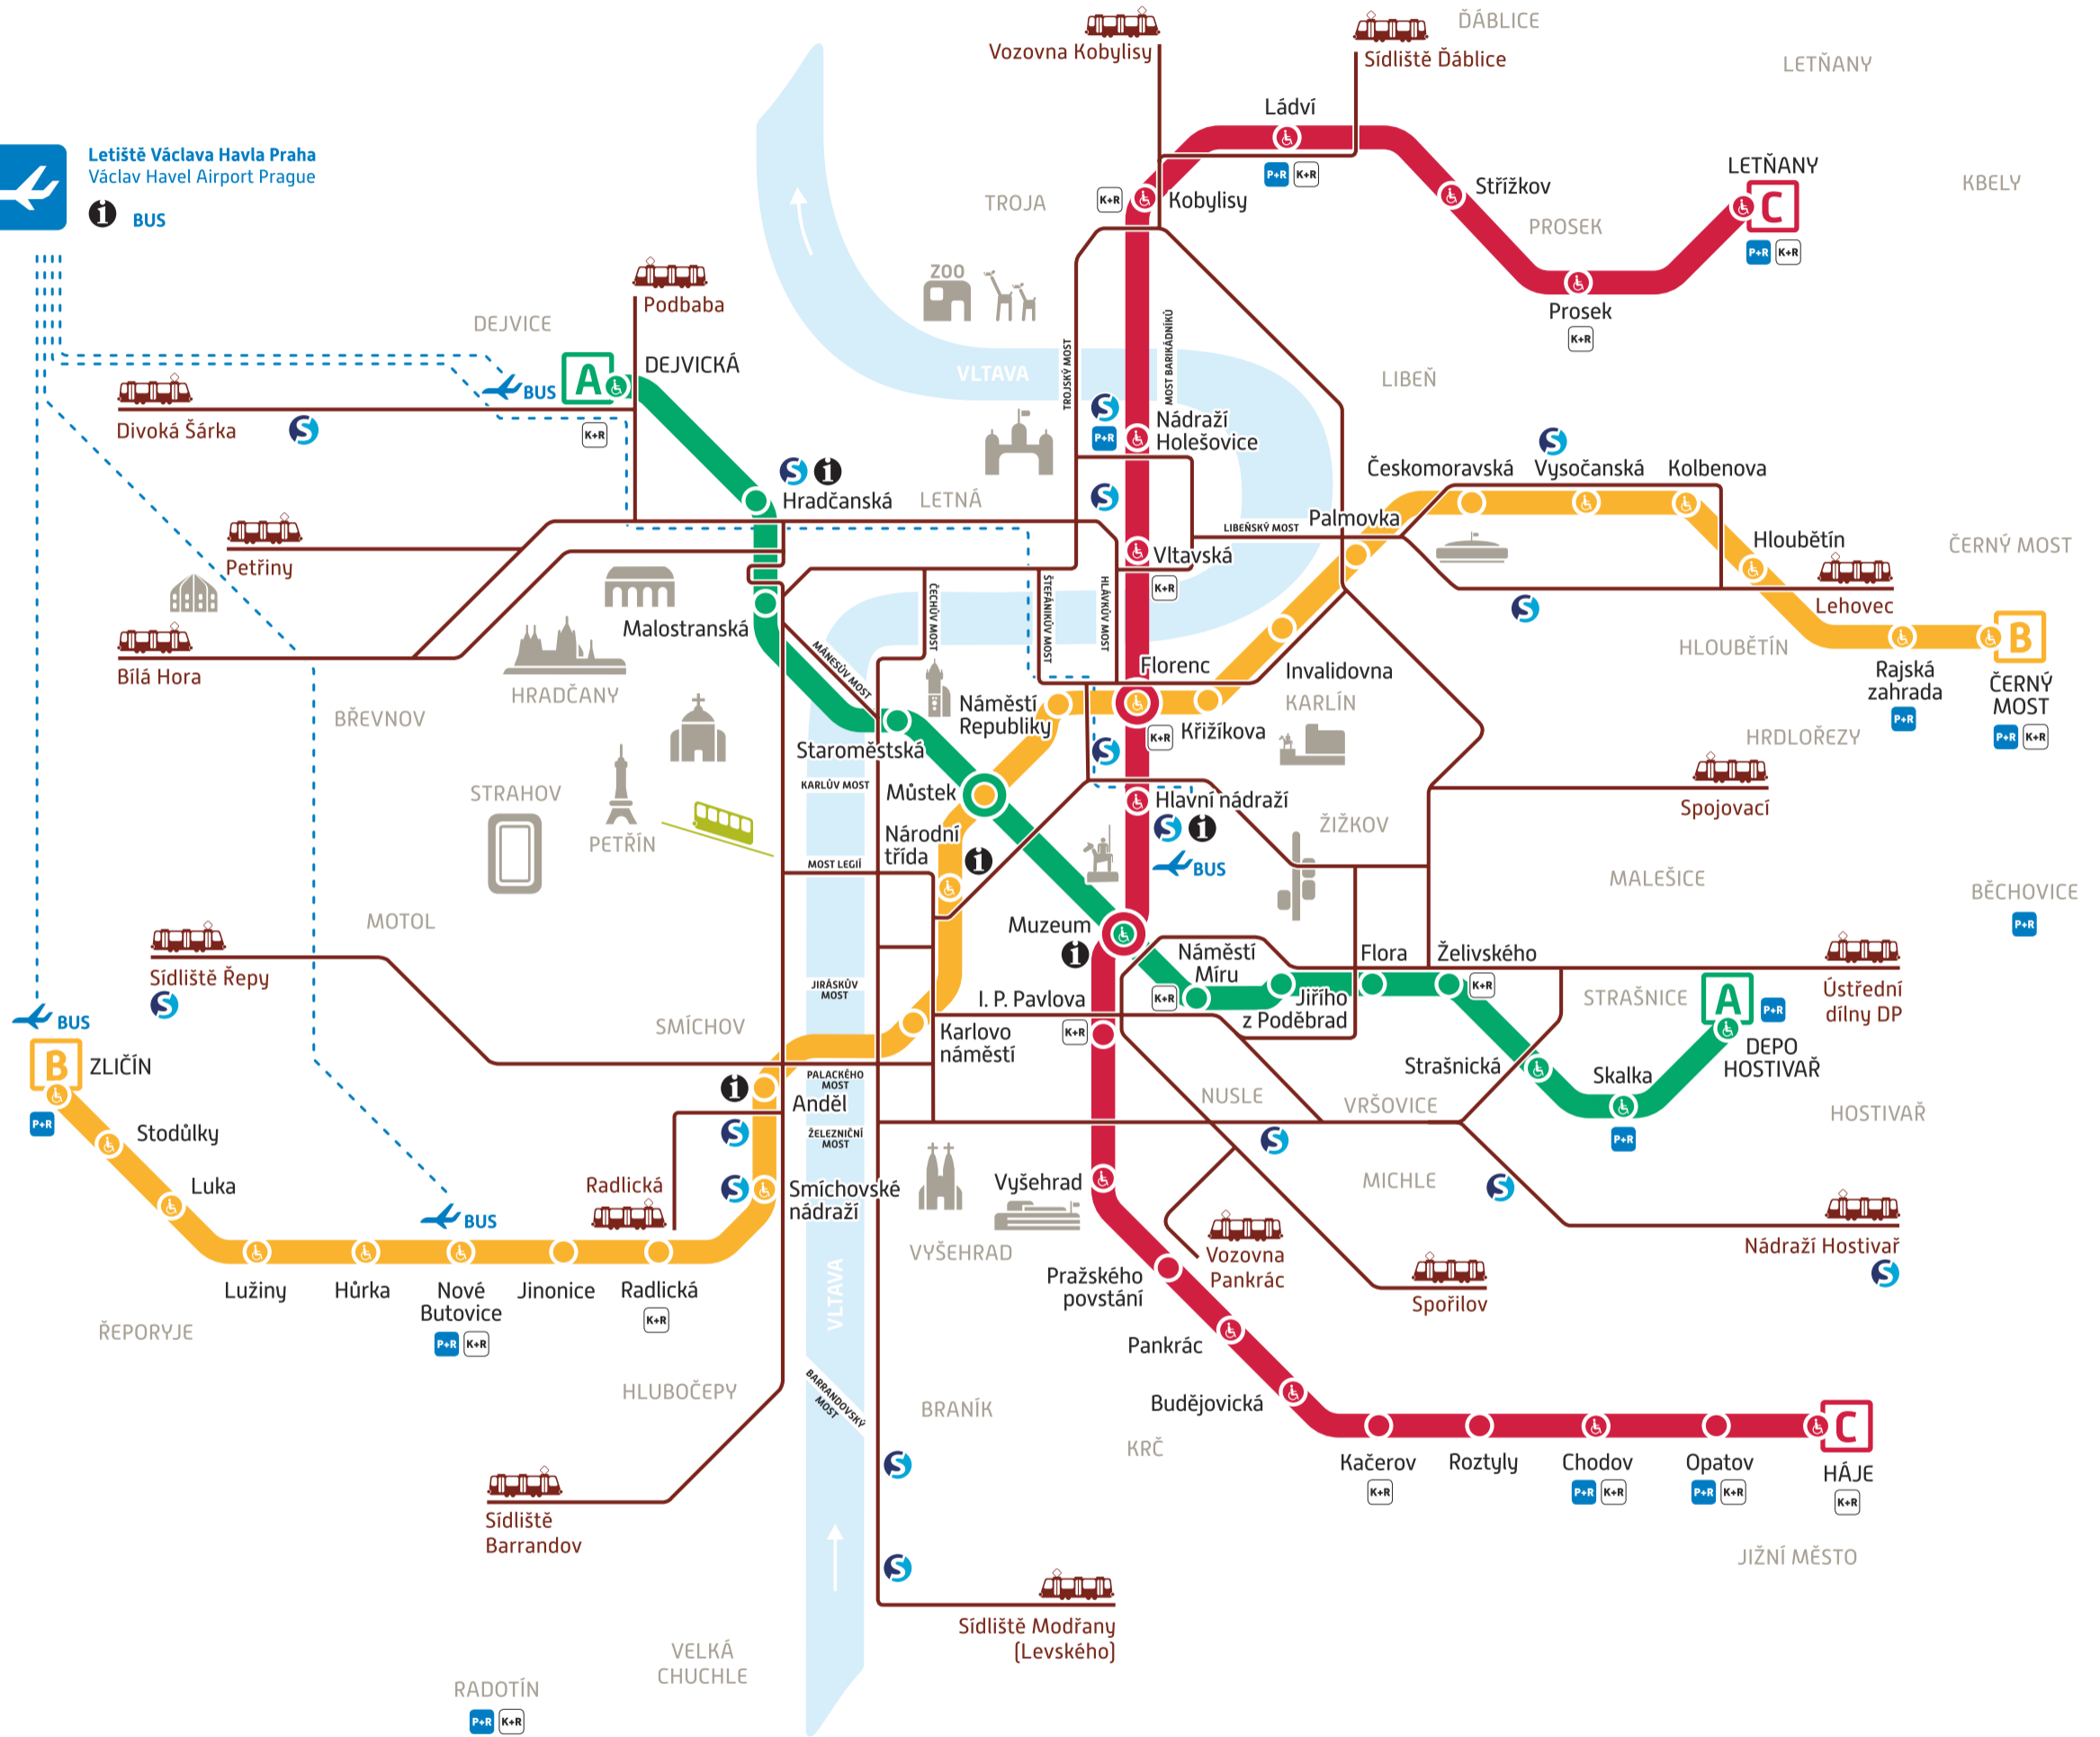 Vozovna Kobylisy
Sídliště Ďáblice
ĎÁBLICE
LETŇANY
Ládví
P+R K+R
Letiště Václava Havla Praha
Václav Havel Airport Prague
i BUS
TROJA
K+R
Kobylisy
Střížkov
PROSEK
LETŇANY
C
P+R K+R
KBELY
ZOO
Prosek
K+R
DEJVICE
Podbaba
A
DEJVICKÁ
BUS
K+R
Divoká Šárka
S
VLTAVA
TROJSKÝ MOST
MOST BARIKÁDNÍKŮ
LIBEŇ
S
P+R
Nádraží
Holešovice
S i
Hradčanská
LETNÁ
S
Českomoravská
S
Vysočanská
Kolbenova
LIBEŇSKÝ MOST
Palmovka
Hloubětín
ČERNÝ MOST
Petřiny
Vltavská
K+R
Lehovec
S
Malostranská
ČECHŮV MOST
ŠTEFÁNIKŮV MOST
HLÁVKŮV MOST
MÁNESŮV MOST
Bílá Hora
HRADČANY
BŘEVNOV
Florenc
Invalidovna
KARLÍN
HLOUBĚTÍN
Rajská
zahrada
P+R
B
ČERNÝ
MOST
P+R K+R
Náměstí
Republiky
K+R
Křižíkova
S
HRDLOŘEZY
Staroměstská
KARLŮV MOST
Můstek
STRAHOV
PETŘÍN
Hlavní nádraží
S i
BUS
ŽIŽKOV
Spojovací
Národní
třída
i
MOST LEGIÍ
MALEŠICE
BĚCHOVICE
P+R
MOTOL
Muzeum
i
Náměstí
Míru
K+R
Flora
Želivského
K+R
Sídliště Řepy
S
JIRÁSKŮV
MOST
I. P. Pavlova
K+R
Jiřího
z Poděbrad
STRAŠNICE
A
P+R
DEPO
HOSTIVAŘ
Ústřední
dílny DP
SMÍCHOV
Karlovo
náměstí
BUS
B
ZLIČÍN
P+R
PALACKÉHO
MOST
i
Anděl
Strašnická
Skalka
P+R
NUSLE
VRŠOVICE
HOSTIVAŘ
Stodůlky
S
ŽELEZNIČNÍ
MOST
S
MICHLE
S
Luka
Radlická
S
Smíchovské
nádraží
Vyšehrad
BUS
VYŠEHRAD
Vozovna
Pankrác
Nádraží Hostivař
S
Lužiny
Hůrka
Nové
Butovice
P+R K+R
Jinonice
Radlická
K+R
VLTAVA
Pražského
povstání
Spořilov
ŘEPORYJE
Pankrác
HLUBOČEPY
BARRANDOVSKÝ
MOST
BRANÍK
Budějovická
KRČ
Kačerov
K+R
Roztyly
Chodov
P+R K+R
Opatov
P+R K+R
C
HÁJE
K+R
S
Sídliště
Barrandov
S
JIŽNÍ MĚSTO
Sídliště Modřany
(Levského)
VELKÁ
CHUCHLE
RADOTÍN
P+R K+R